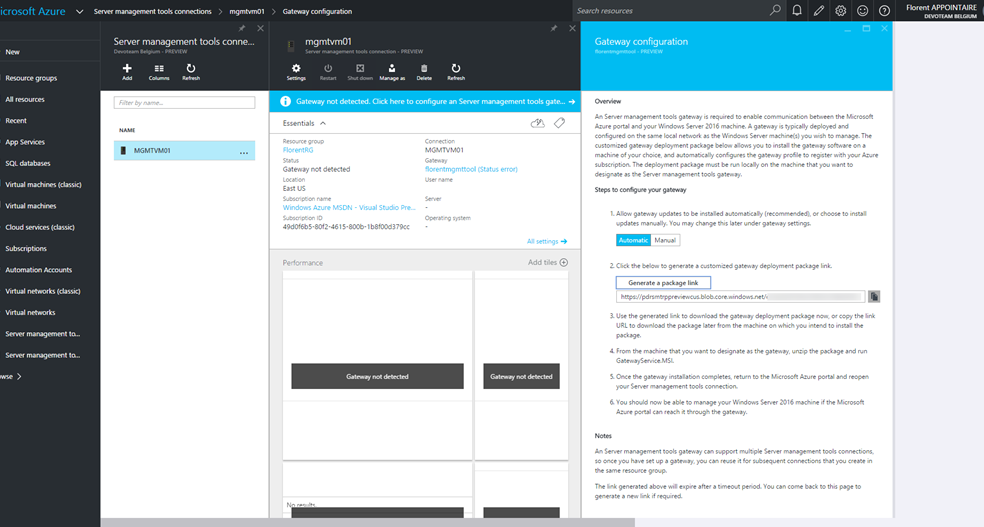 icrosoft Azure
Server management tools connections > mgmtvm01 > Gateway configuration
Search resources
Florent APPOINTAIRE
DEVOTEAM BELGIUM
New
Resource groups
All resources
Recent
App Services
SQL databases
Virtual machines (classic)
Virtual machines
Cloud services (classic)
Subscriptions
Automation Accounts
Virtual networks (classic)
Virtual networks
Server management to...
Server management to...
wse >
Server management tools conne...
Devoteam Belgium - PREVIEW
Add
Columns
Refresh
Filter by name...
NAME
MGMTVM01
...
mgmtvm01
Server management tools connection - PREVIEW
Settings
Restart
Shut down
Manage as
Delete
Refresh
Gateway not detected. Click here to configure an Server management tools gate...
Essentials
Resource group
FlorentRG
Status
Gateway not detected
Location
East US
Subscription name
Windows Azure MSDN - Visual Studio Pre...
Subscription ID
49d0f6b5-80f2-4615-800b-1b8f00d379cc
Connection
MGMTVM01
Gateway
florentmgmttool (Status error)
User name
-
Server
-
Operating system
-
All settings
Performance
Add tiles
Gateway not detected
Gateway not detected
No results.
Gateway configuration
florentmgmttool - PREVIEW
Overview
An Server management tools gateway is required to enable communication between the Microsoft
Azure portal and your Windows Server 2016 machine. A gateway is typically deployed and
configured on the same local network as the Windows Server machine(s) you wish to manage. The
customized gateway deployment package below allows you to install the gateway software on a
machine of your choice, and automatically configures the gateway profile to register with your Azure
subscription. The deployment package must be run locally on the machine that you want to
designate as the Server management tools gateway.
Steps to configure your gateway
1. Allow gateway updates to be installed automatically (recommended), or choose to install
updates manually. You may change this later under gateway settings.
Automatic
Manual
2. Click the below to generate a customized gateway deployment package link.
Generate a package link
https://pdrsmtrppreviewcus.blob.core.windows.net/
3. Use the generated link to download the gateway deployment package now, or copy the link
URL to download the package later from the machine on which you intend to install the
package.
4. From the machine that you want to designate as the gateway, unzip the package and run
GatewayService.MSI.
5. Once the gateway installation completes, return to the Microsoft Azure portal and reopen
your Server management tools connection.
6. You should now be able to manage your Windows Server 2016 machine if the Microsoft
Azure portal can reach it through the gateway.
Notes
An Server management tools gateway can support multiple Server management tools connections,
so once you have set up a gateway, you can reuse it for subsequent connections that you create in
the same resource group.
The link generated above will expire after a timeout period. You can come back to this page to
generate a new link if required.